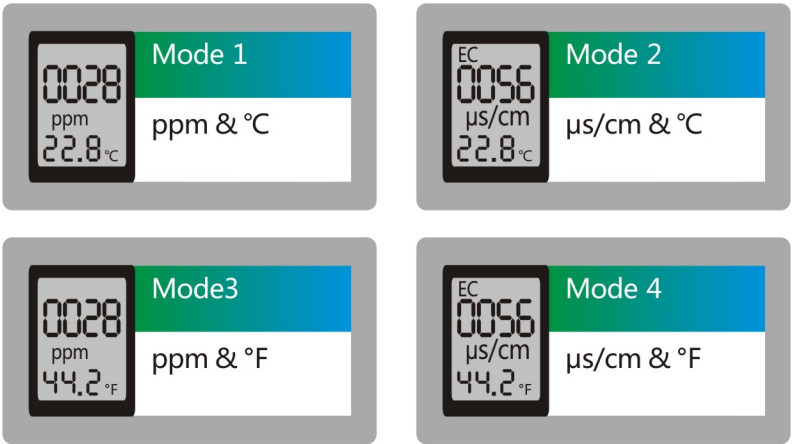 Mode 1
0028
ppm
22.8 °C
ppm & °C
Mode 2
EC
0056
µs/cm
22.8 °C
µs/cm & °C
Mode3
0028
ppm
44.2 °F
ppm & °F
Mode 4
EC
0056
µs/cm
44.2 °F
µs/cm & °F